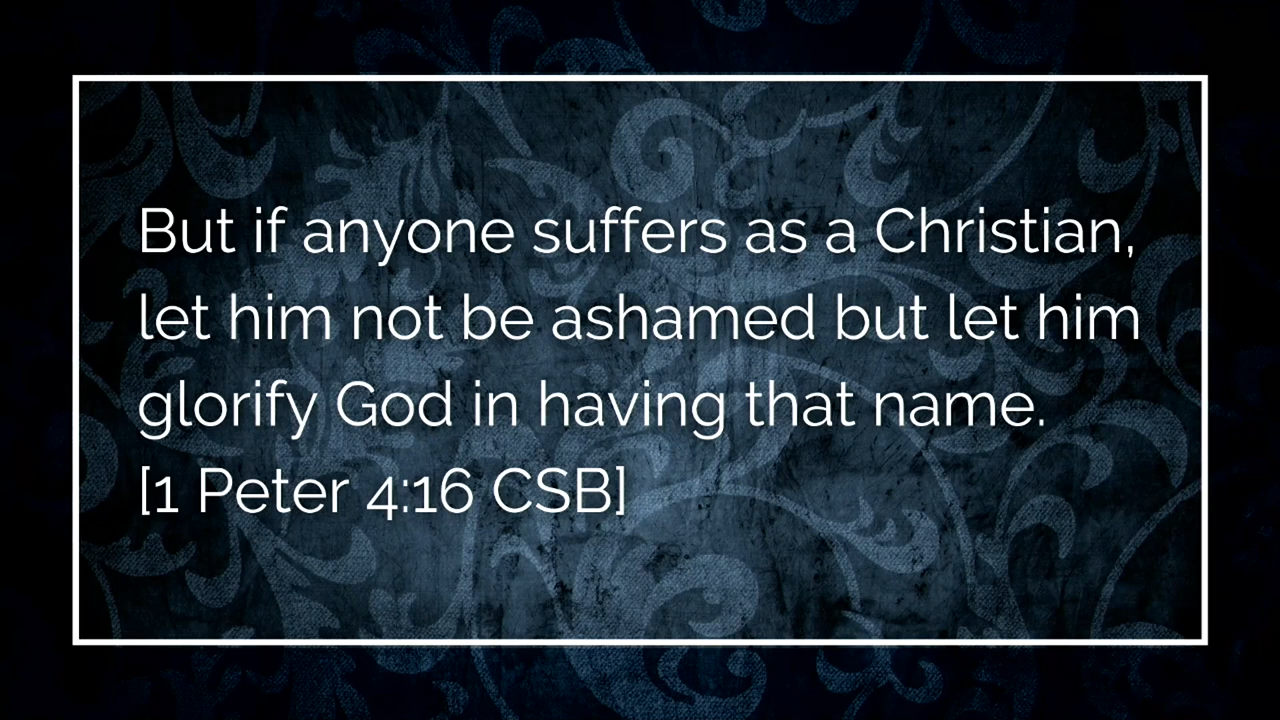 But if anyone suffers as a Christian,
let him not be ashamed but let him
glorify God in having that name.
[1 Peter 4:16 CSB]